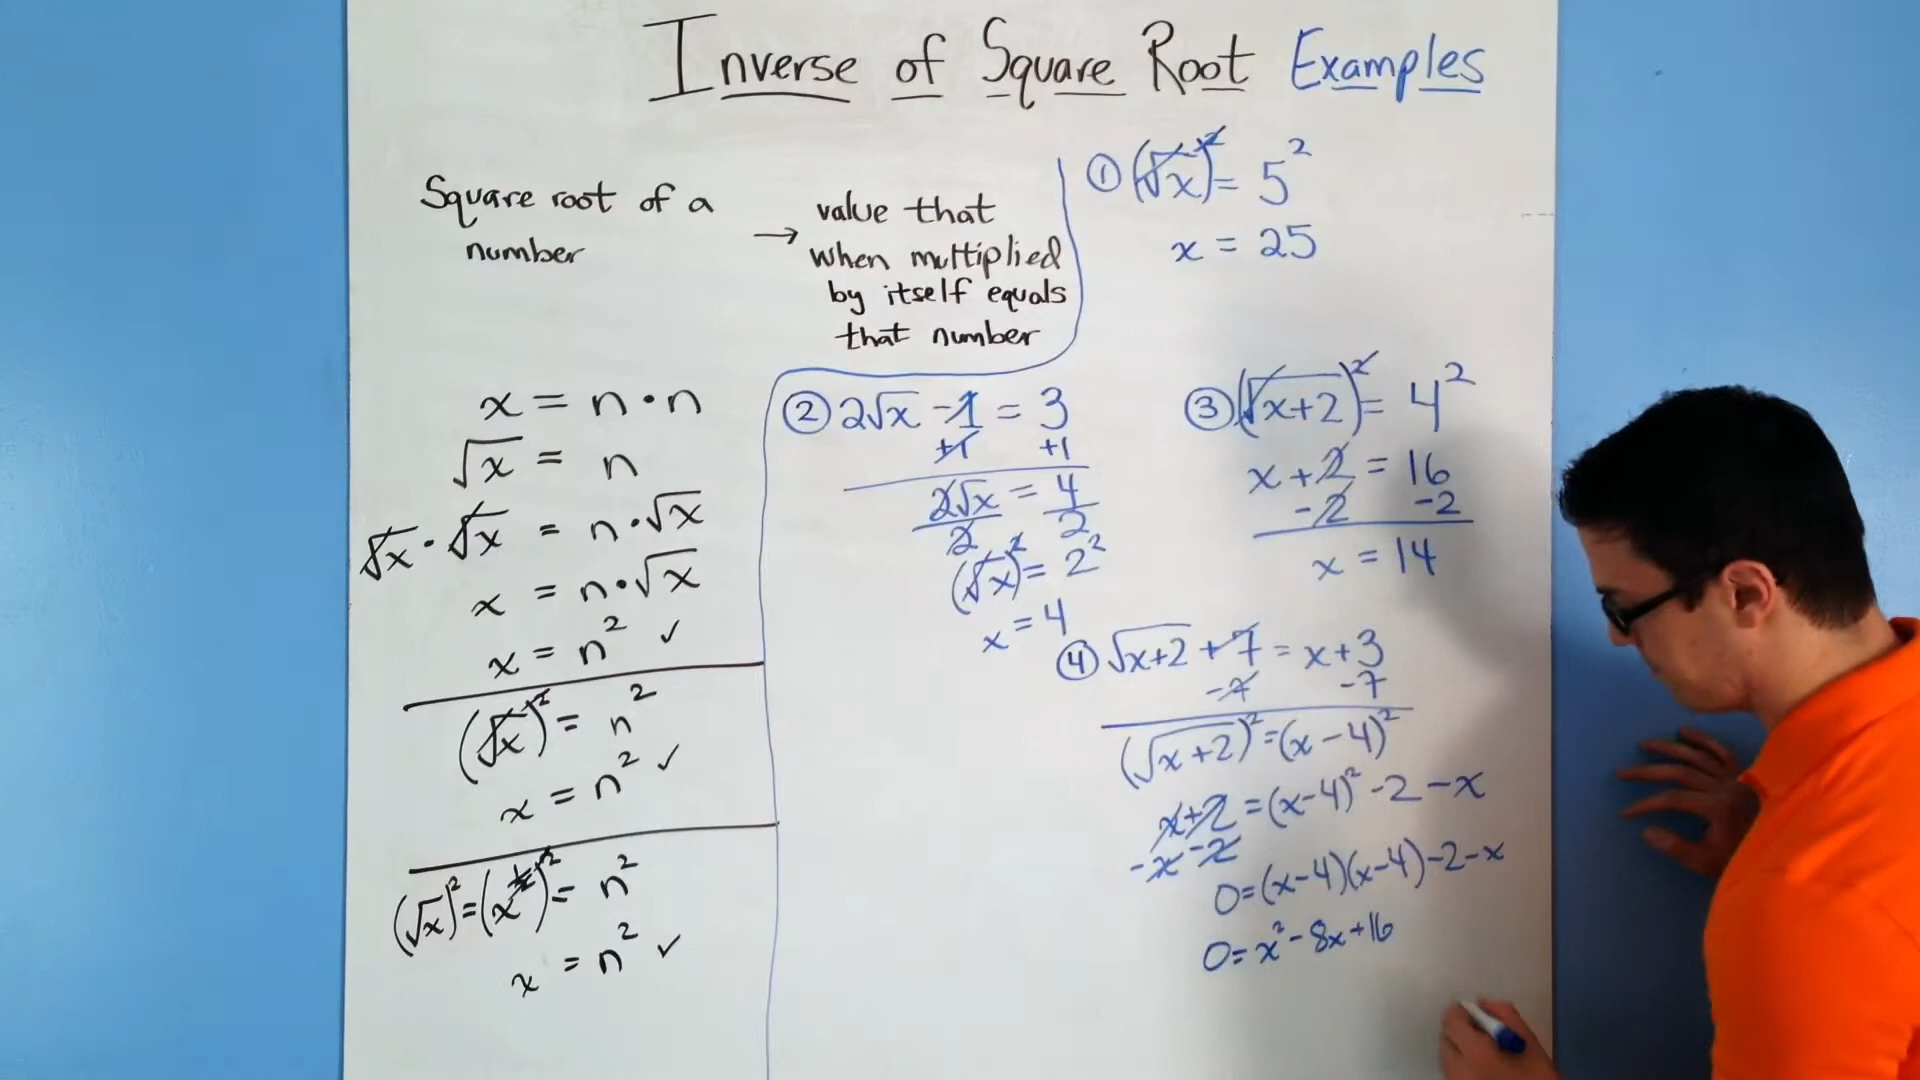 Inverse of Square Root Examples
Square root of a
number
→ value that
when multiplied
by itself equals
that number
x = n · n
√x = n
√x · √x = n · √x
x = n · √x
x = n² ✓
(√x)² = n²
x = n² ✓
(√x)² = (x^½)² = n²
x = n² ✓
① (√x)² = 5²
x = 25
② 2√x - 1 = 3
+1 +1
2√x = 4
2 2
(√x)² = 2²
x = 4
③ (√x+2)² = 4²
x + 2 = 16
-2 -2
x = 14
④ √x+2 + 7 = x + 3
-7 -7
(√x+2)² = (x - 4)²
x + 2 = (x - 4)² - 2 - x
-x -2
0 = (x-4)(x-4) - 2 - x
0 = x² - 8x + 16